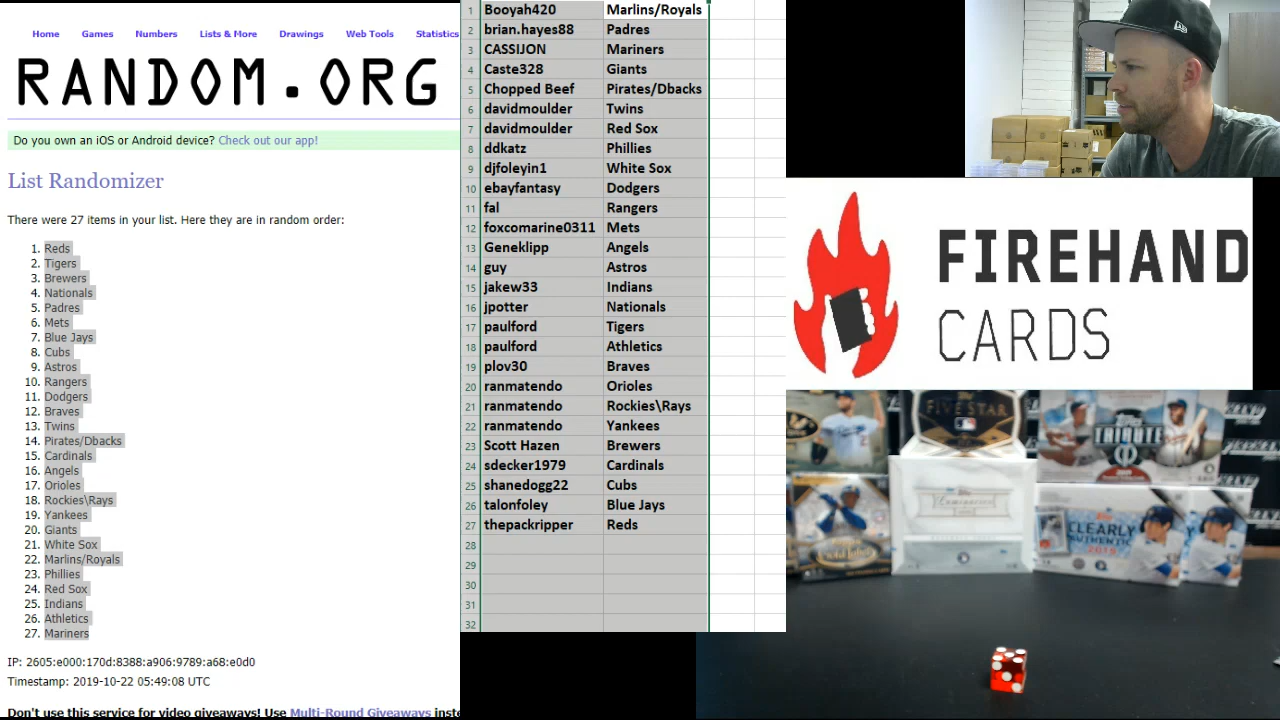 Home Games Numbers Lists & More Drawings Web Tools Statistics
RANDOM.ORG
Do you own an iOS or Android device? Check out our app!
List Randomizer
There were 27 items in your list. Here they are in random order:
1. Reds
2. Tigers
3. Brewers
4. Nationals
5. Padres
6. Mets
7. Blue Jays
8. Cubs
9. Astros
10. Rangers
11. Dodgers
12. Braves
13. Twins
14. Pirates/Dbacks
15. Cardinals
16. Angels
17. Orioles
18. Rockies\Rays
19. Yankees
20. Giants
21. White Sox
22. Marlins/Royals
23. Phillies
24. Red Sox
25. Indians
26. Athletics
27. Mariners
IP: 2605:e000:170d:8388:a906:9789:a68:e0d0
Timestamp: 2019-10-22 05:49:08 UTC
Don't use this service for video giveaways! Use Multi-Round Giveaways inste
1 Booyah420 Marlins/Royals
2 brian.hayes88 Padres
3 CASSIJON Mariners
4 Caste328 Giants
5 Chopped Beef Pirates/Dbacks
6 davidmoulder Twins
7 davidmoulder Red Sox
8 ddkatz Phillies
9 djfoleyin1 White Sox
10 ebayfantasy Dodgers
11 fal Rangers
12 foxcomarine0311 Mets
13 Geneklipp Angels
14 guy Astros
15 jakew33 Indians
16 jpotter Nationals
17 paulford Tigers
18 paulford Athletics
19 plov30 Braves
20 ranmatendo Orioles
21 ranmatendo Rockies\Rays
22 ranmatendo Yankees
23 Scott Hazen Brewers
24 sdecker1979 Cardinals
25 shanedogg22 Cubs
26 talonfoley Blue Jays
27 thepackripper Reds
28
29
30
31
32
FIREHAND
CARDS
FIVE STAR
TRIBUTE
Luminaries
CLEARLY
AUTHENTIC
2019